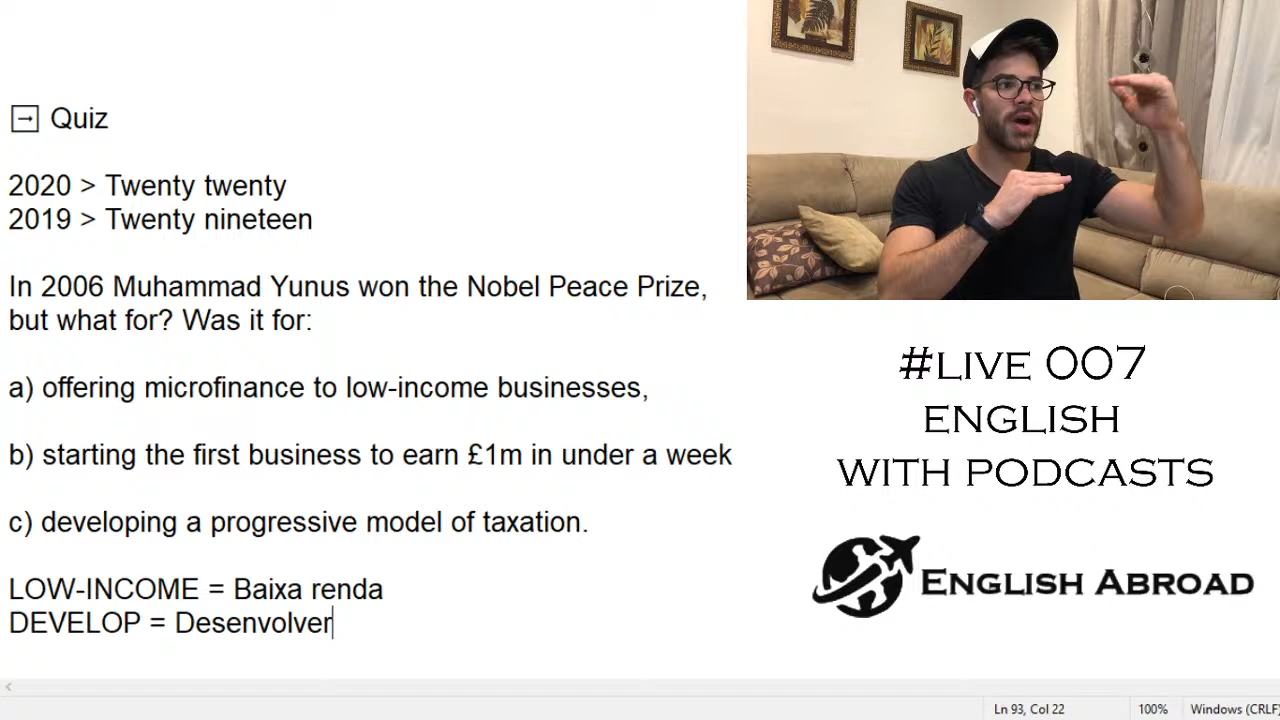 Quiz
2020 > Twenty twenty
2019 > Twenty nineteen
In 2006 Muhammad Yunus won the Nobel Peace Prize,
but what for? Was it for:
a) offering microfinance to low-income businesses,
b) starting the first business to earn £1m in under a week
c) developing a progressive model of taxation.
LOW-INCOME = Baixa renda
DEVELOP = Desenvolver
#LIVE 007
ENGLISH
WITH PODCASTS
ENGLISH ABROAD
Ln 93, Col 22
100%
Windows (CRLF